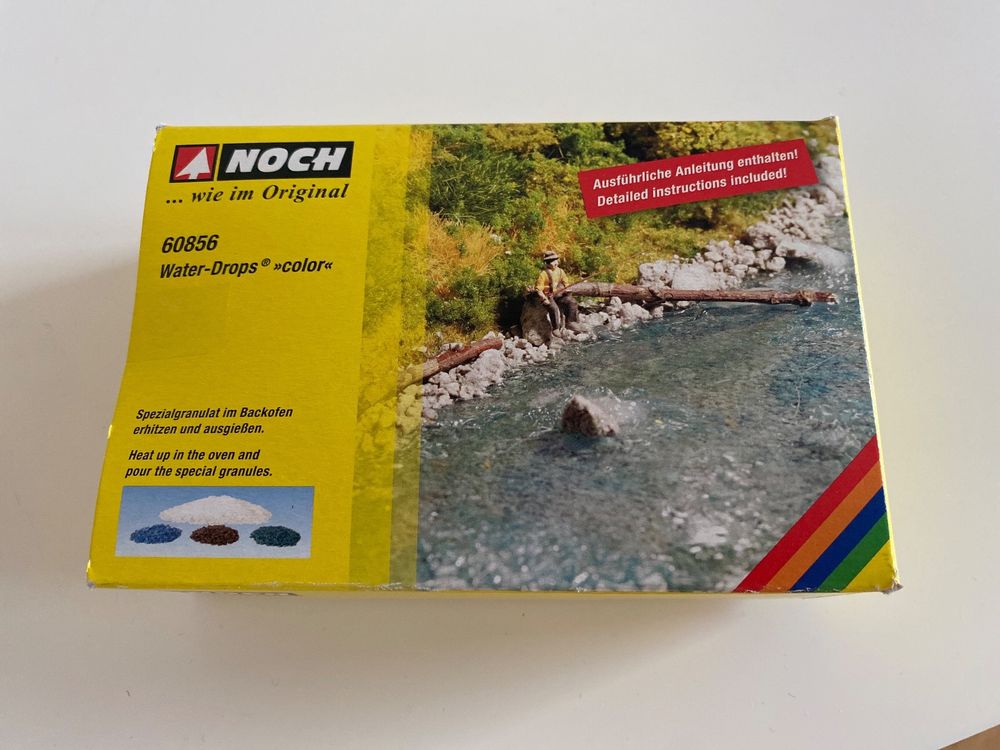 NOCH
... wie im Original
60856
Water-Drops® »color«
Ausführliche Anleitung enthalten!
Detailed instructions included!
Spezialgranulat im Backofen
erhitzen und ausgießen.
Heat up in the oven and
pour the special granules.